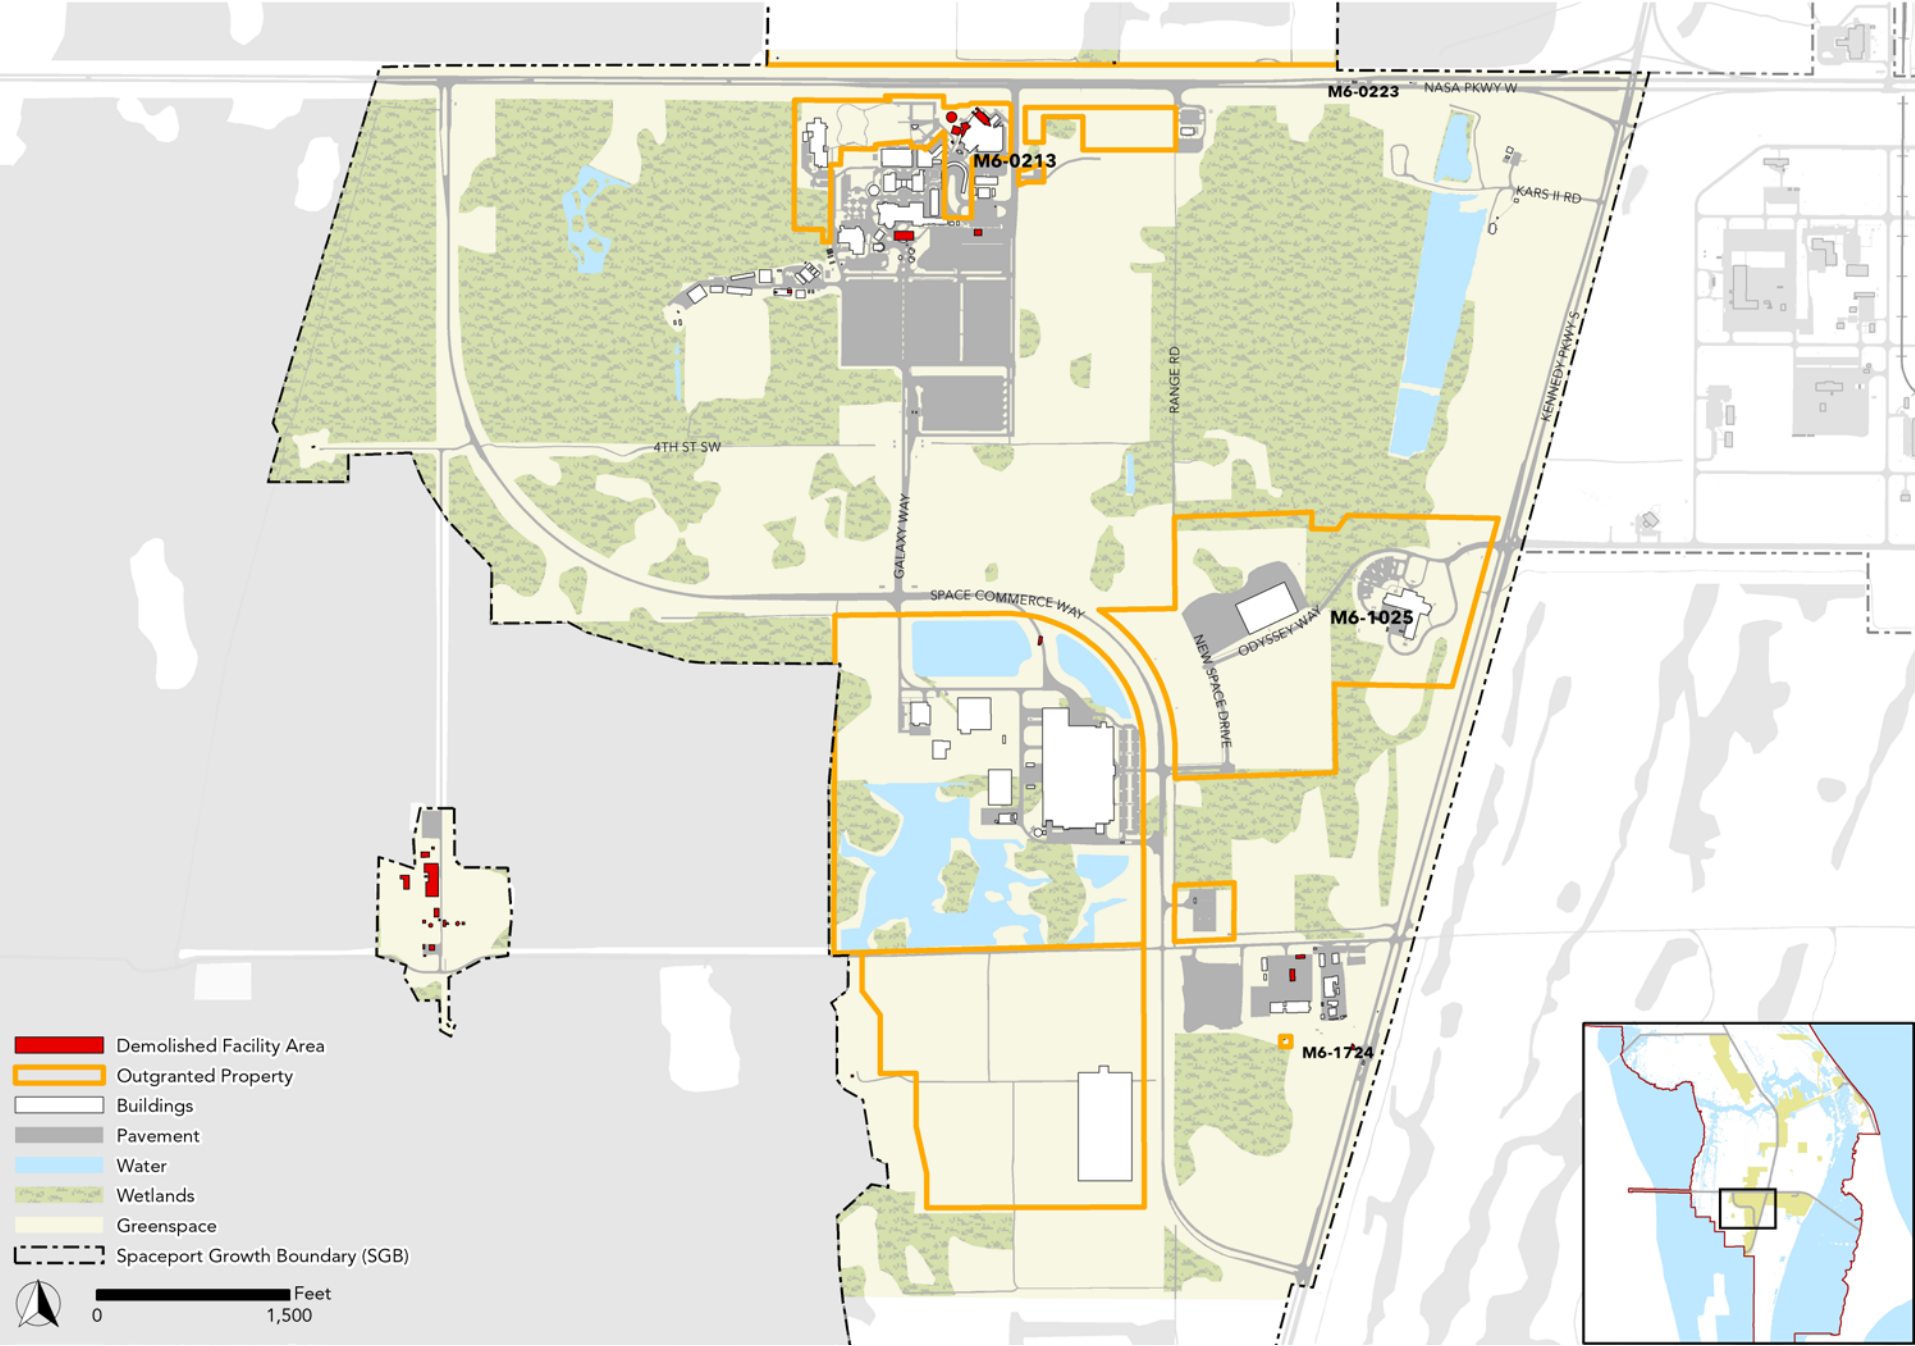 NASA PKWY W
M6-0223
M6-0213
KARS II RD
KENNEDY PKWY S
RANGE RD
4TH ST SW
GALAXY WAY
SPACE COMMERCE WAY
M6-1025
ODYSSEY WAY
NEW SPACE DRIVE
M6-1724
Demolished Facility Area
Outgranted Property
Buildings
Pavement
Water
Wetlands
Greenspace
Spaceport Growth Boundary (SGB)
Feet
0 1,500